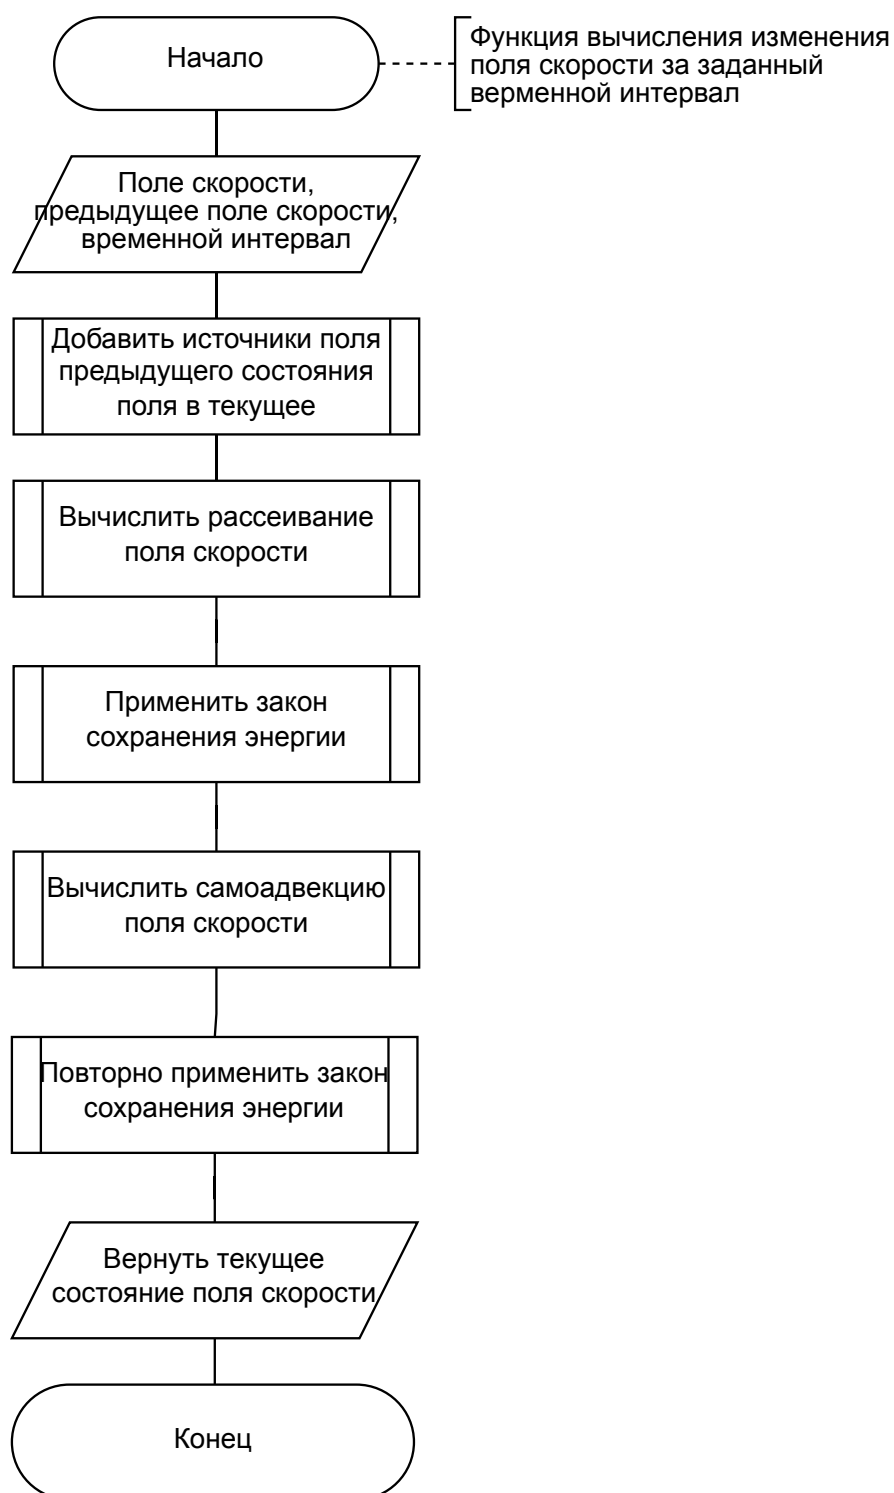 Начало
Функция вычисления изменения
поля скорости за заданный
верменной интервал
Поле скорости,
предыдущее поле скорости,
временной интервал
Добавить источники поля
предыдущего состояния
поля в текущее
Вычислить рассеивание
поля скорости
Применить закон
сохранения энергии
Вычислить самоадвекцию
поля скорости
Повторно применить закон
сохранения энергии
Вернуть текущее
состояние поля скорости
Конец